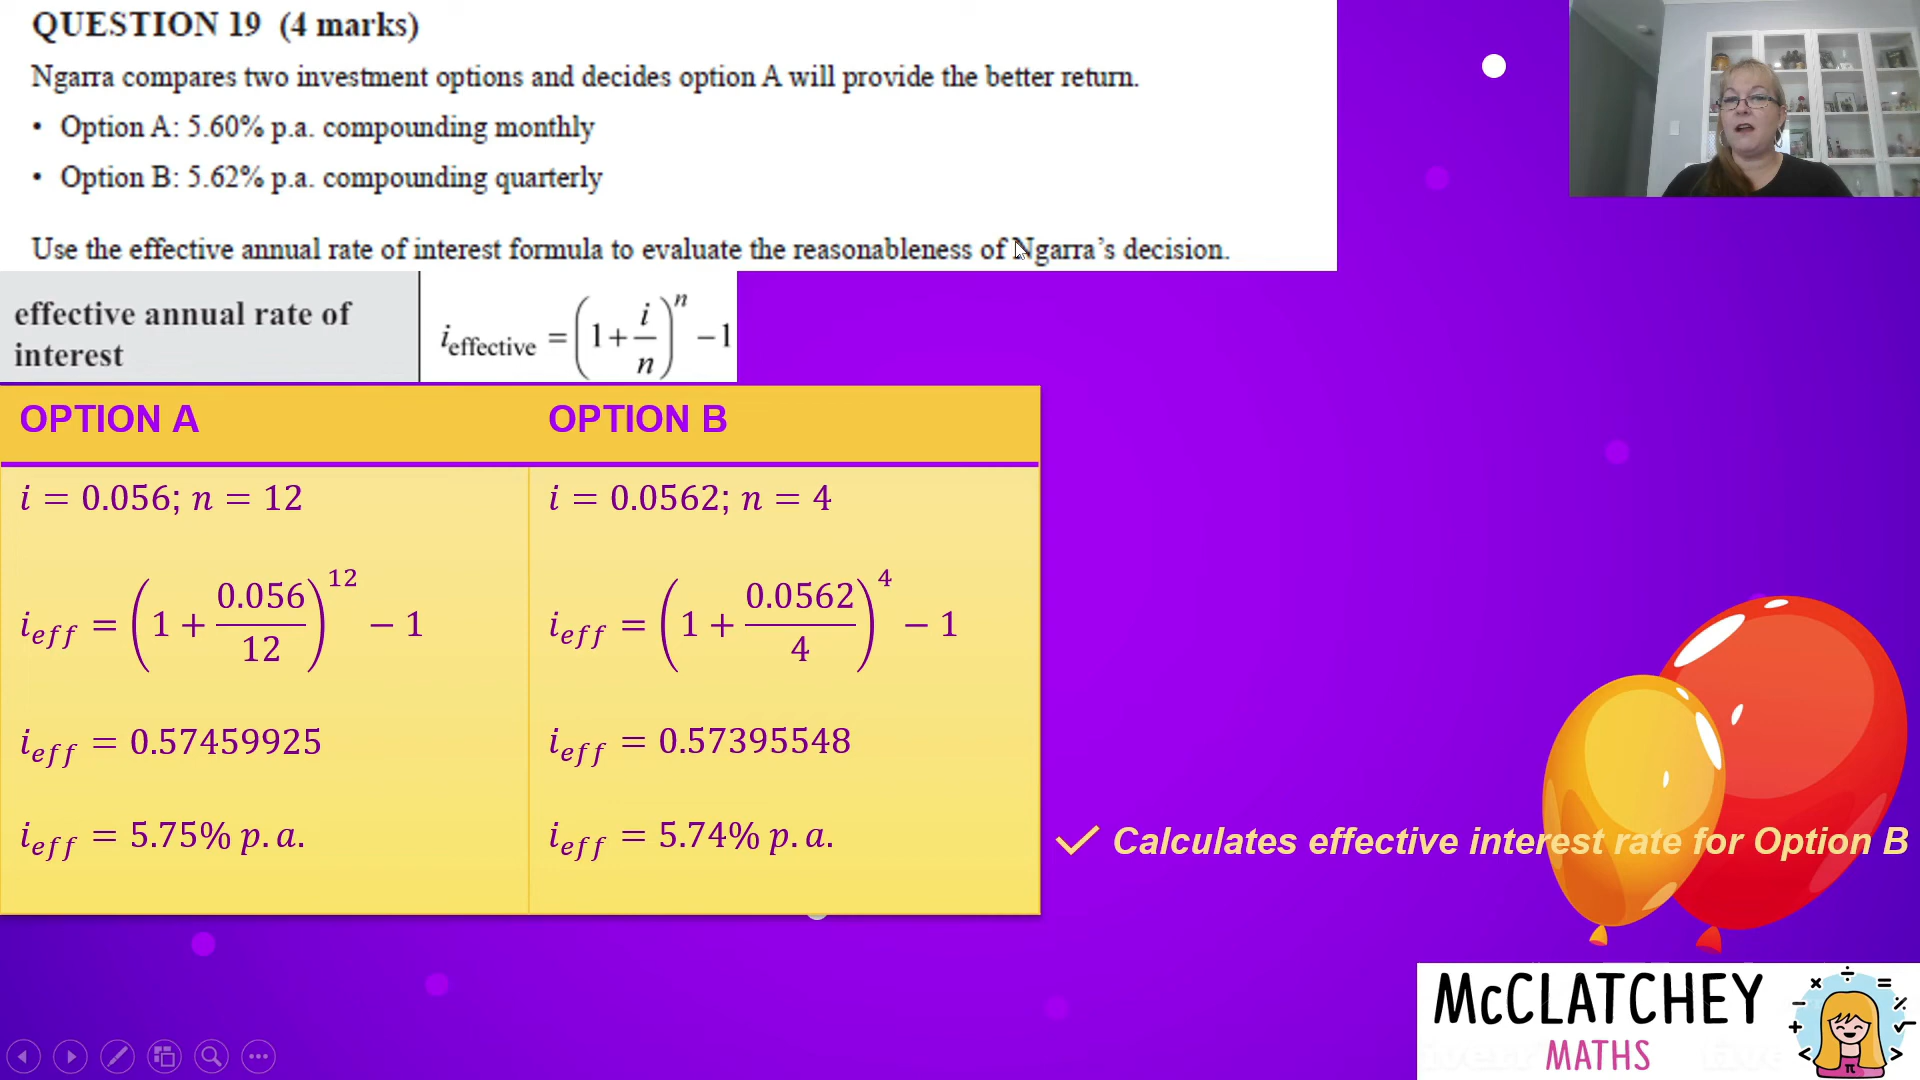 QUESTION 19 (4 marks)
Ngarra compares two investment options and decides option A will provide the better return.
• Option A: 5.60% p.a. compounding monthly
• Option B: 5.62% p.a. compounding quarterly
Use the effective annual rate of interest formula to evaluate the reasonableness of Ngarra's decision.
effective annual rate of
interest
i_effective = (1 + i/n)^n − 1
OPTION A
OPTION B
i = 0.056; n = 12
i = 0.0562; n = 4
i_eff = (1 + 0.056/12)^12 − 1
i_eff = (1 + 0.0562/4)^4 − 1
i_eff = 0.57459925
i_eff = 0.57395548
i_eff = 5.75% p.a.
i_eff = 5.74% p.a.
✓ Calculates effective interest rate for Option B
McCLATCHEY
MATHS